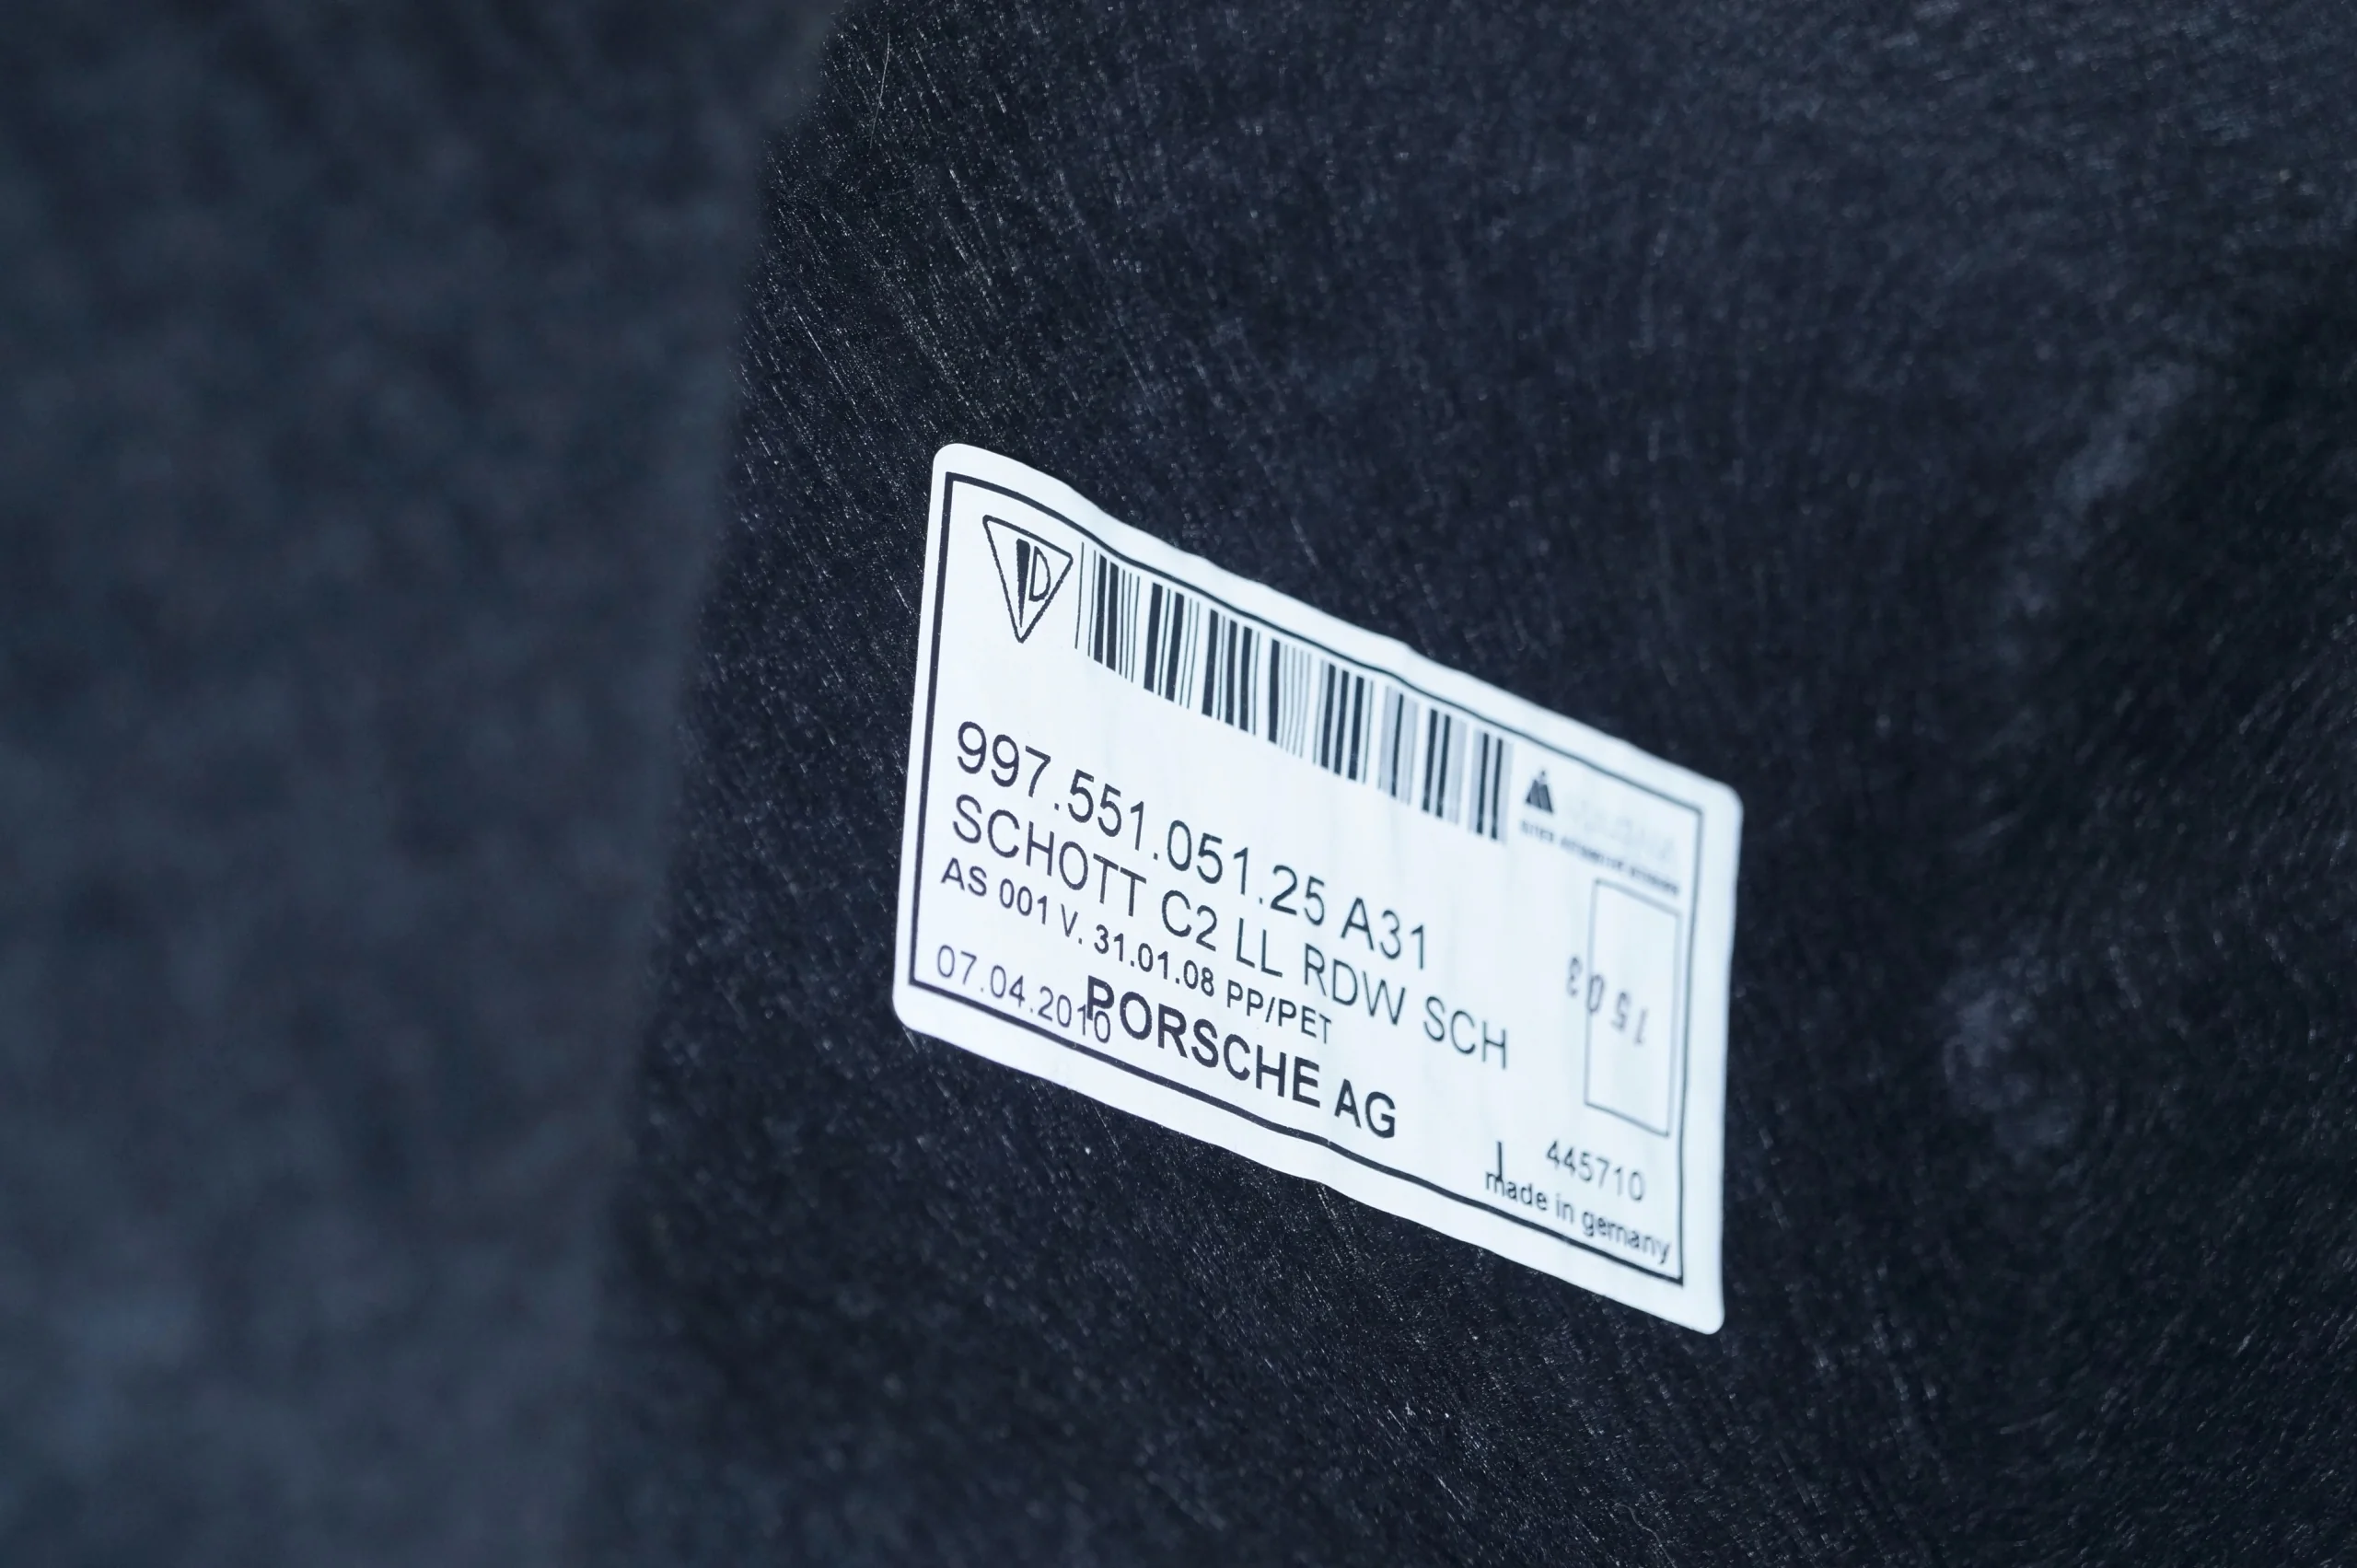 997.551.051.25 A31
SCHOTT C2 LL RDW SCH
AS 001 V. 31.01.08 PP/PET
07.04.2010
PORSCHE AG
1503
445710
made in germany